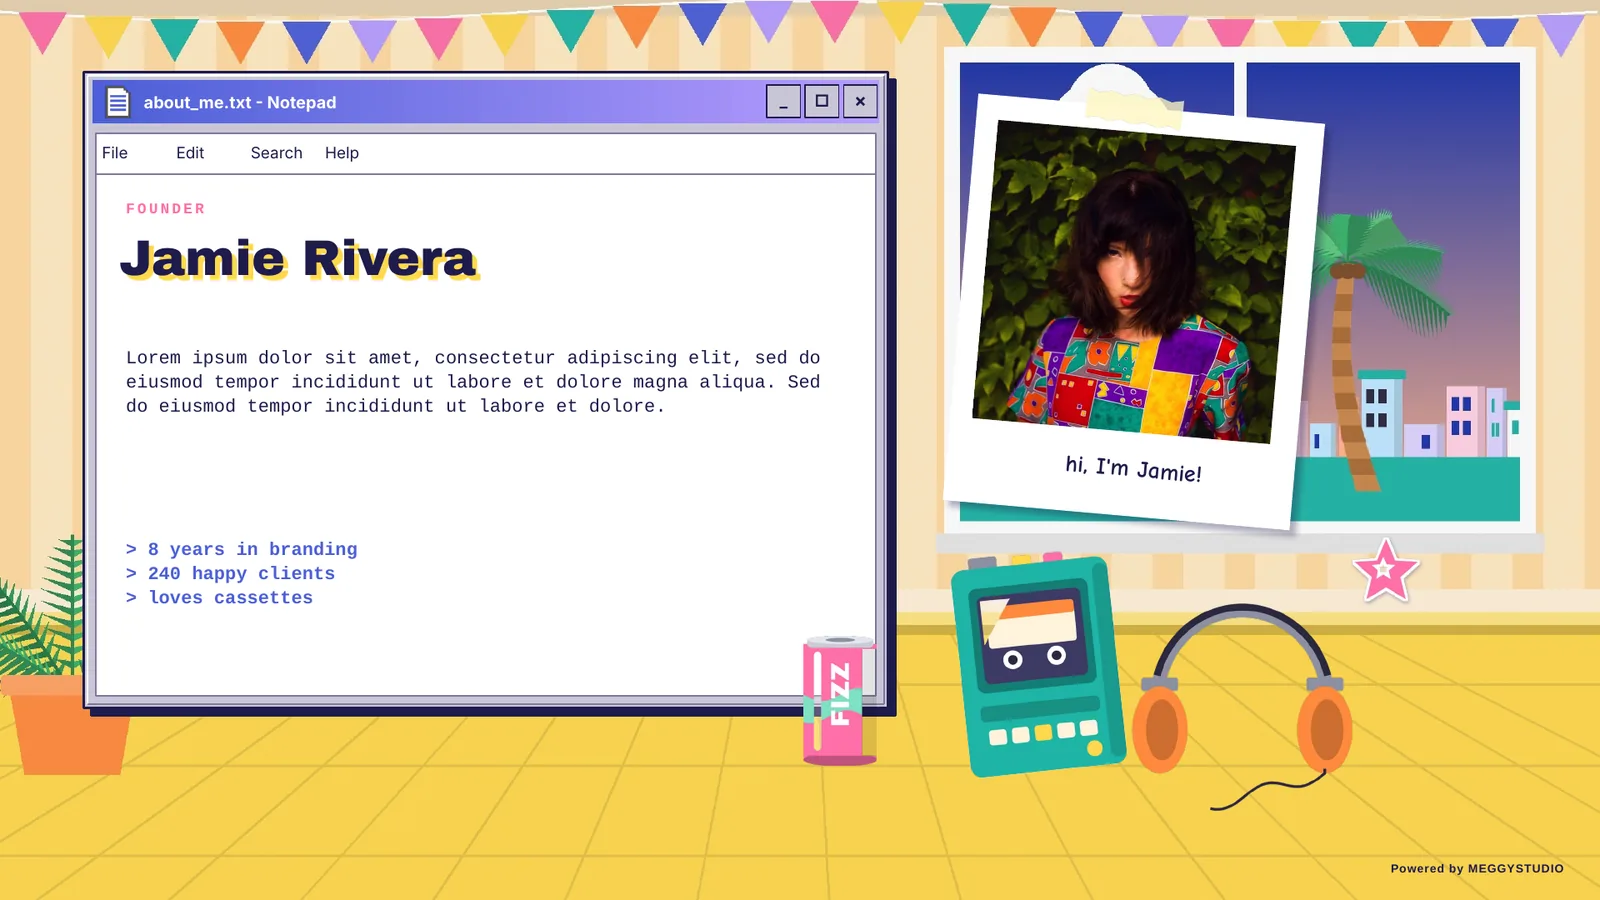 about_me.txt - Notepad
File Edit Search Help
FOUNDER
Jamie Rivera
Lorem ipsum dolor sit amet, consectetur adipiscing elit, sed do
eiusmod tempor incididunt ut labore et dolore magna aliqua. Sed
do eiusmod tempor incididunt ut labore et dolore.
> 8 years in branding
> 240 happy clients
> loves cassettes
FIZZ
hi, I'm Jamie!
Powered by MEGGYSTUDIO